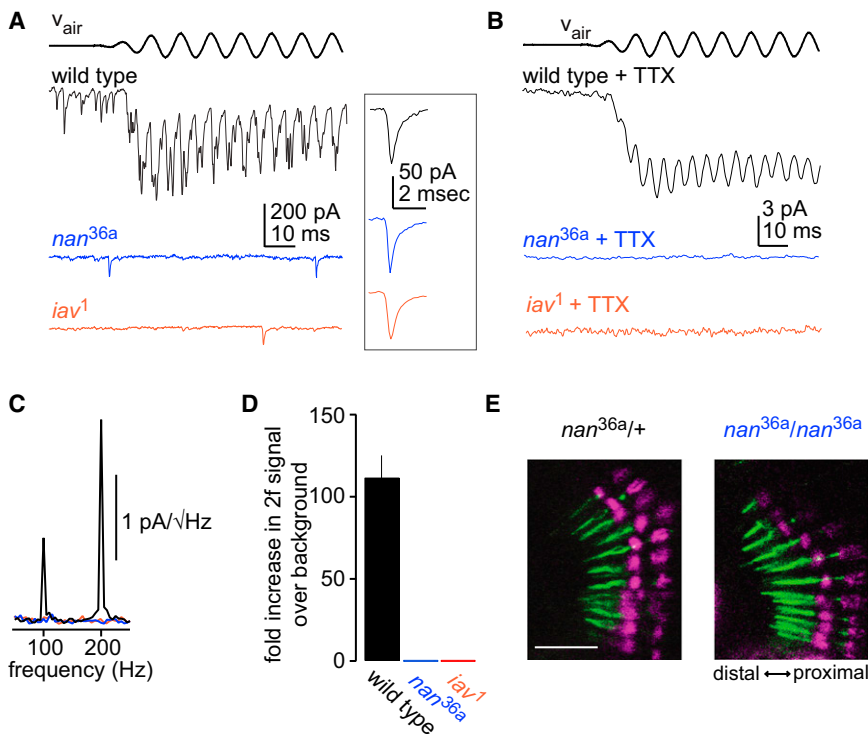 A
v_air
wild type
200 pA
10 ms
nan^36a
iav^1
50 pA
2 msec
B
v_air
wild type + TTX
3 pA
10 ms
nan^36a + TTX
iav^1 + TTX
C
1 pA/√Hz
100 200
frequency (Hz)
D
fold increase in 2f signal
over background
150
100
50
0
wild type
nan^36a
iav^1
E
nan^36a/+
nan^36a/nan^36a
distal ↔ proximal